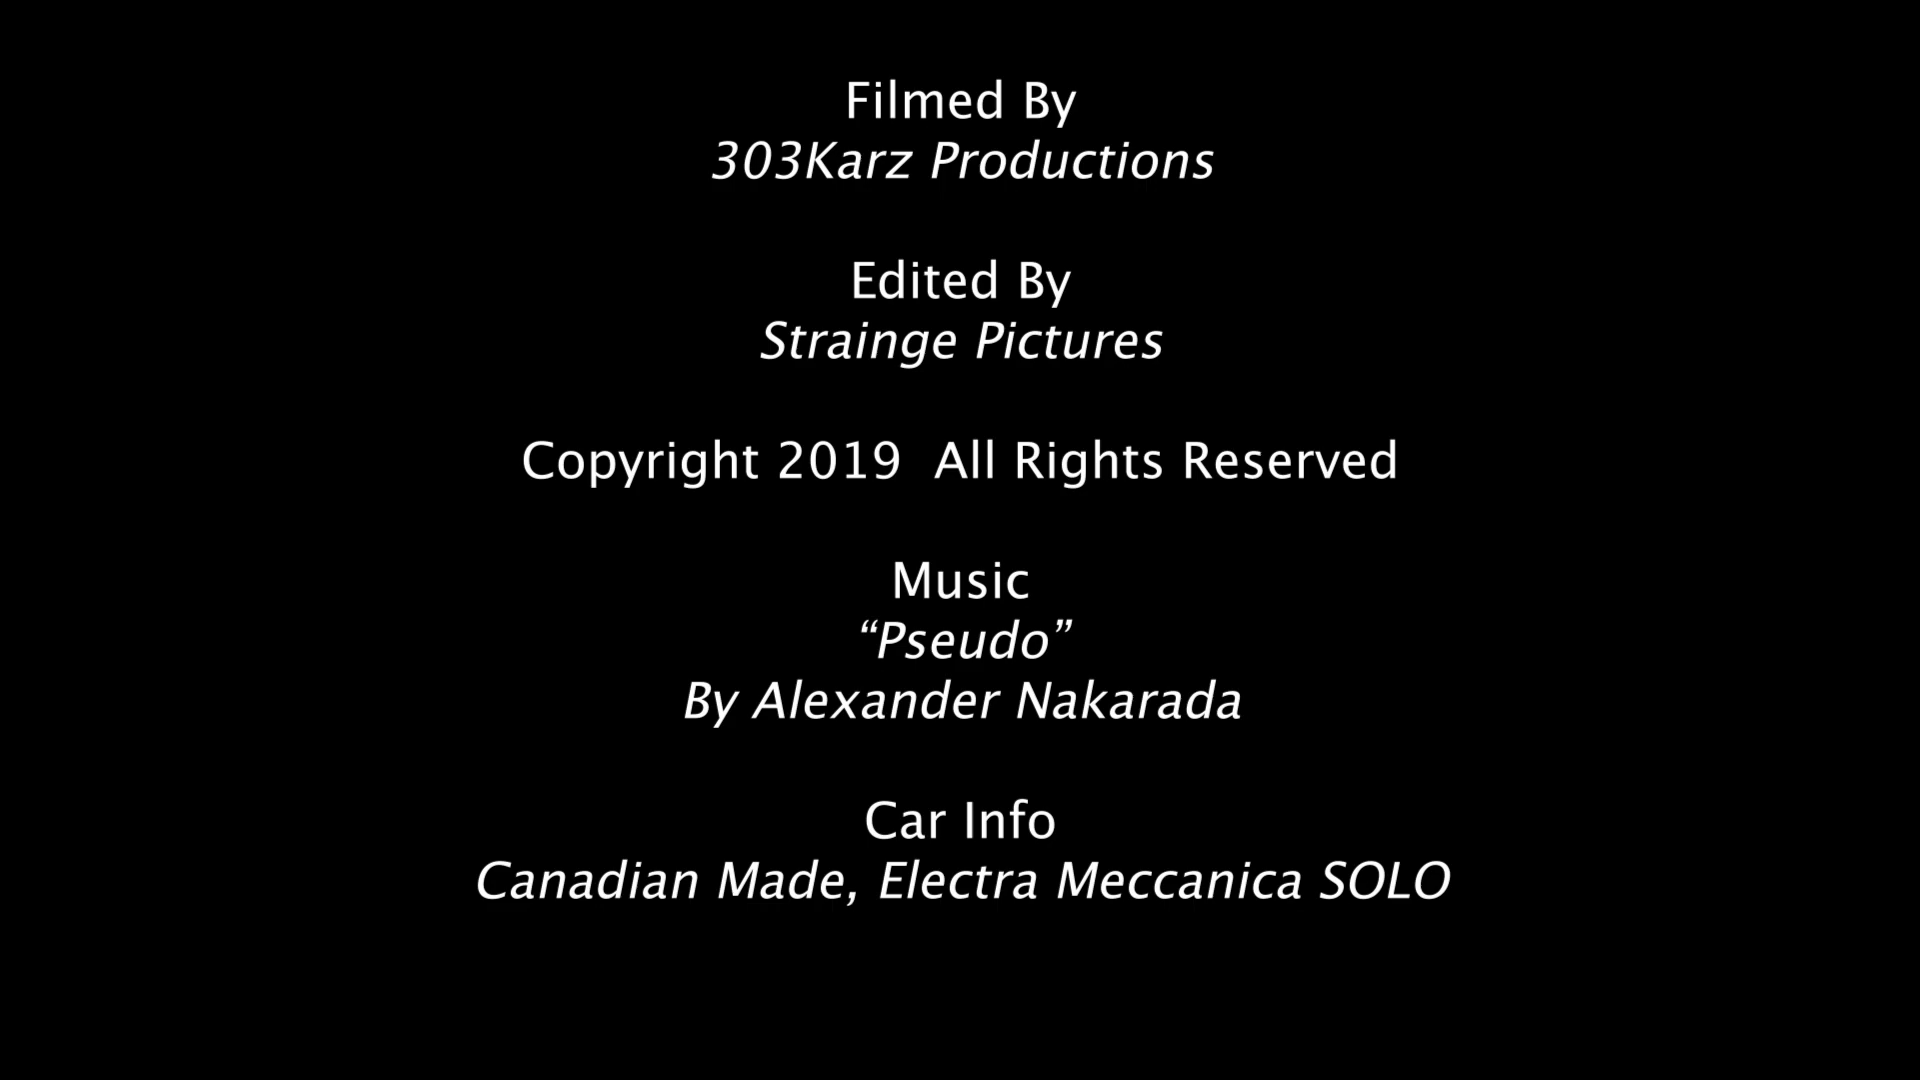 Filmed By
303Karz Productions
Edited By
Strainge Pictures
Copyright 2019  All Rights Reserved
Music
“Pseudo”
By Alexander Nakarada
Car Info
Canadian Made, Electra Meccanica SOLO